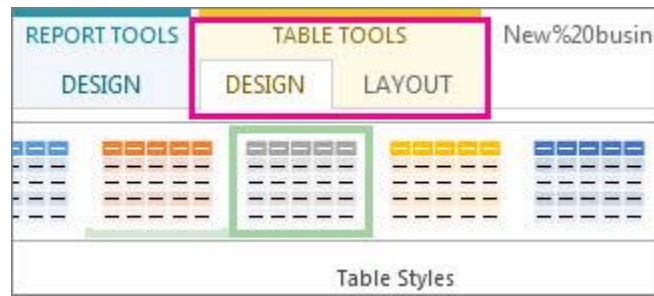 REPORT TOOLS TABLE TOOLS New%20busin
DESIGN DESIGN LAYOUT
Table Styles